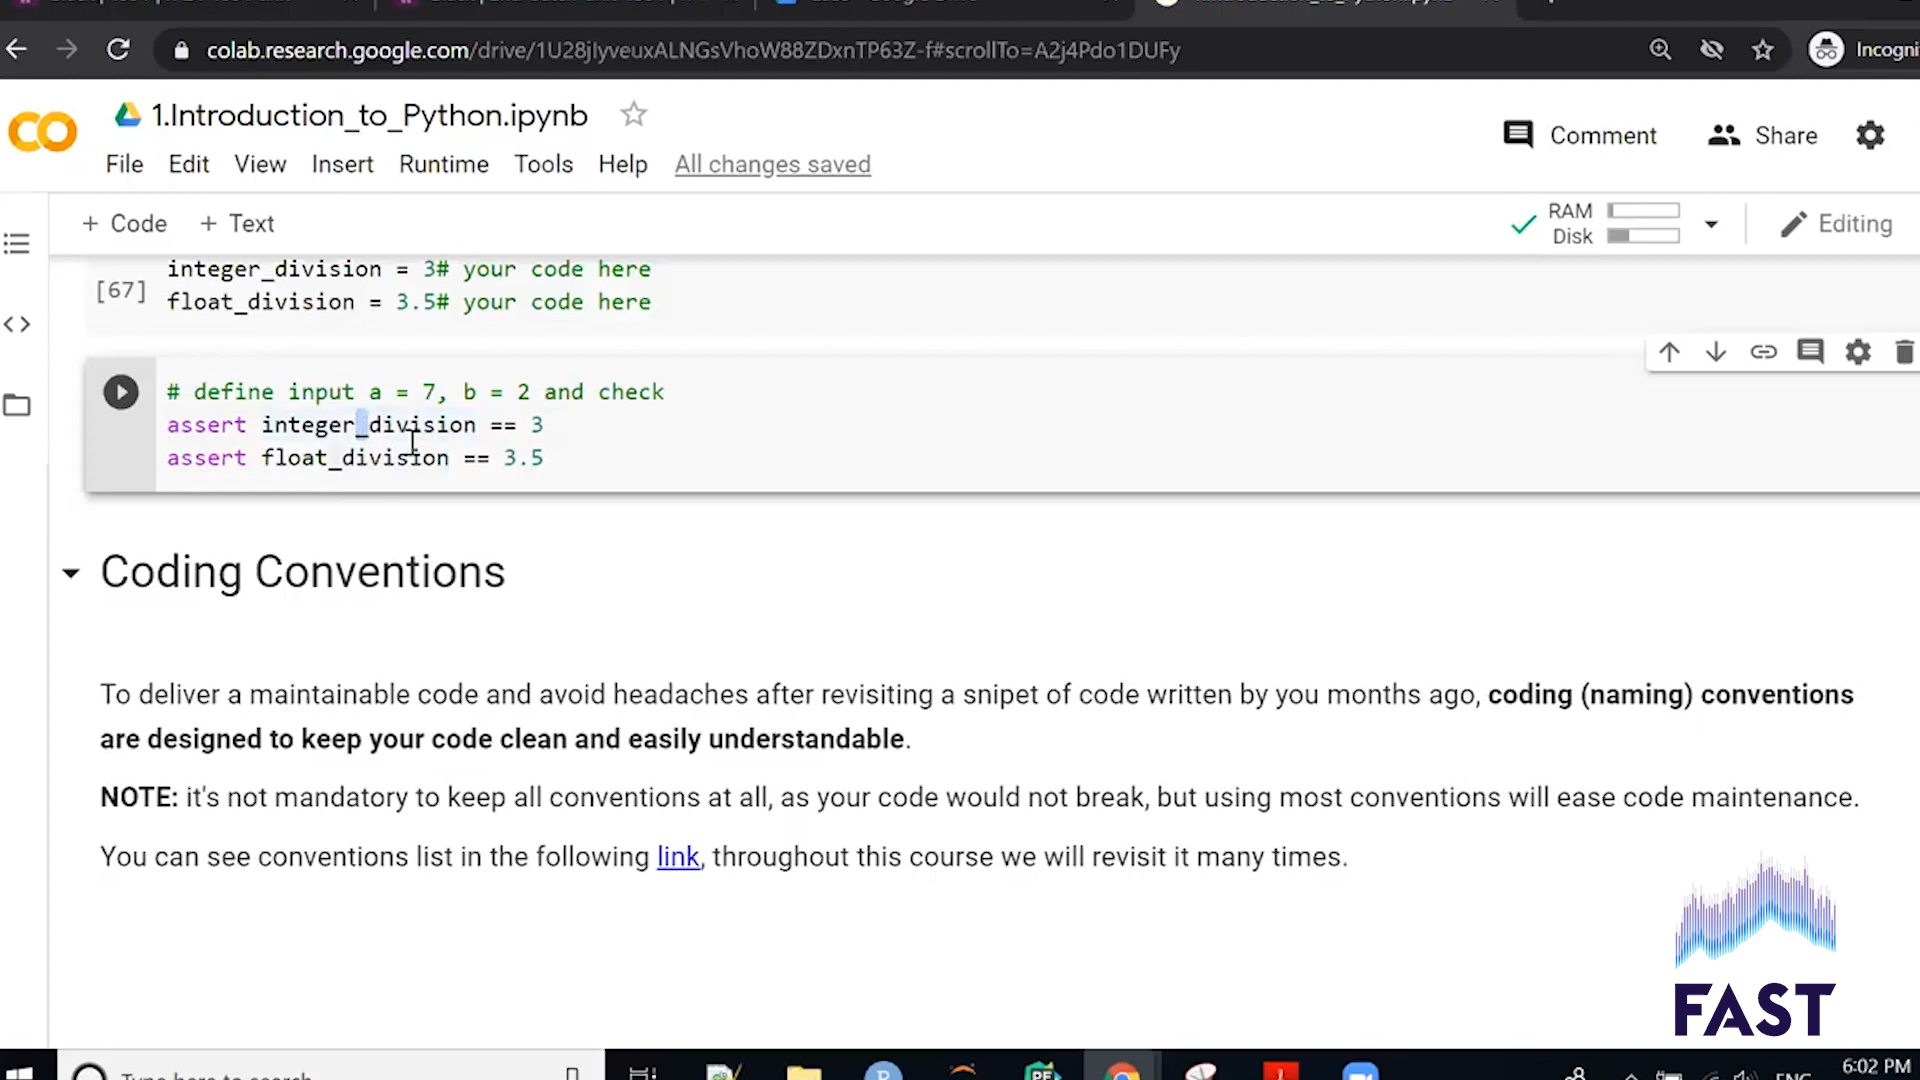 colab.research.google.com/drive/1U28jIyveuxALNGsVhoW88ZDxnTP63Z-f#scrollTo=A2j4Pdo1DUFy
Incogni
CO
1.Introduction_to_Python.ipynb
Comment
Share
File Edit View Insert Runtime Tools Help All changes saved
+ Code + Text
RAM
Disk
Editing
integer_division = 3# your code here
[67]
float_division = 3.5# your code here
# define input a = 7, b = 2 and check
assert integer_division == 3
assert float_division == 3.5
Coding Conventions
To deliver a maintainable code and avoid headaches after revisiting a snipet of code written by you months ago, coding (naming) conventions
are designed to keep your code clean and easily understandable.
NOTE: it's not mandatory to keep all conventions at all, as your code would not break, but using most conventions will ease code maintenance.
You can see conventions list in the following link, throughout this course we will revisit it many times.
FAST
Type here to search
ENG
6:02 PM